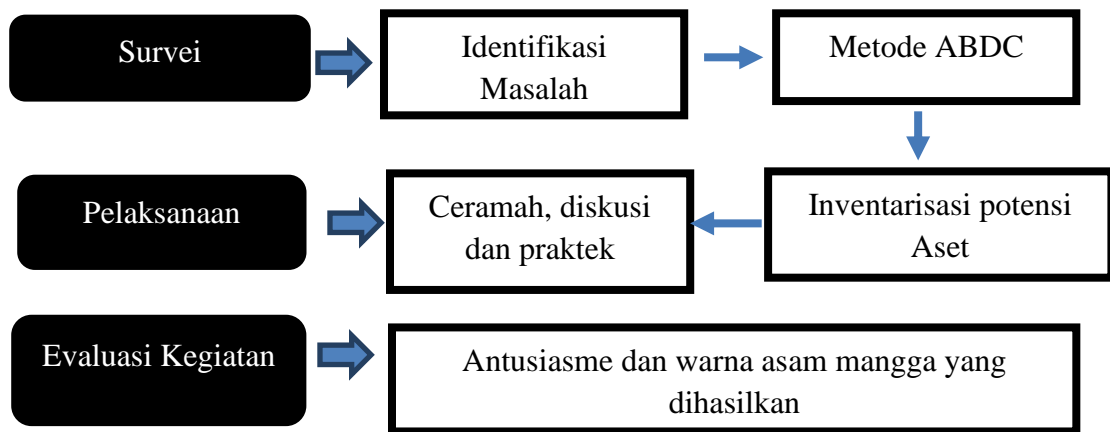 Survei
Identifikasi
Masalah
Metode ABDC
Pelaksanaan
Ceramah, diskusi
dan praktek
Inventarisasi potensi
Aset
Evaluasi Kegiatan
Antusiasme dan warna asam mangga yang
dihasilkan